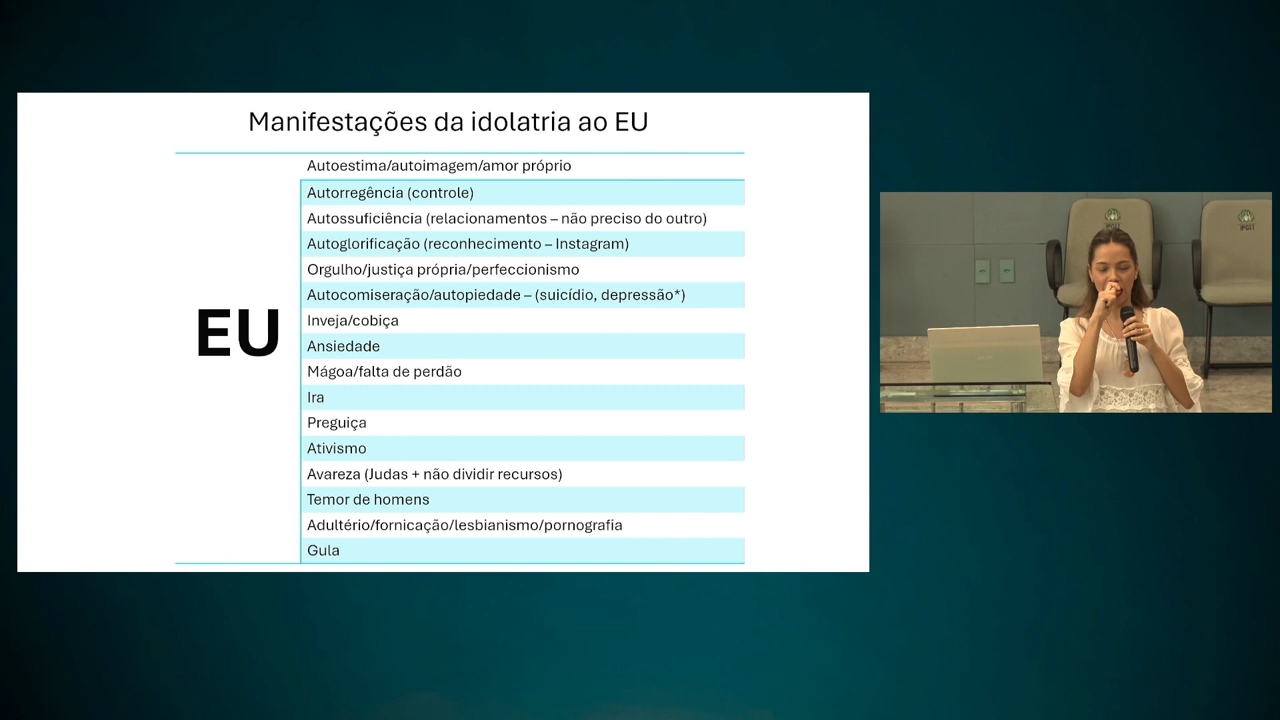 Manifestações da idolatria ao EU
EU
Autoestima/autoimagem/amor próprio
Autorregência (controle)
Autossuficiência (relacionamentos – não preciso do outro)
Autoglorificação (reconhecimento – Instagram)
Orgulho/justiça própria/perfeccionismo
Autocomiseração/autopiedade – (suicídio, depressão*)
Inveja/cobiça
Ansiedade
Mágoa/falta de perdão
Ira
Preguiça
Ativismo
Avareza (Judas + não dividir recursos)
Temor de homens
Adultério/fornicação/lesbianismo/pornografia
Gula